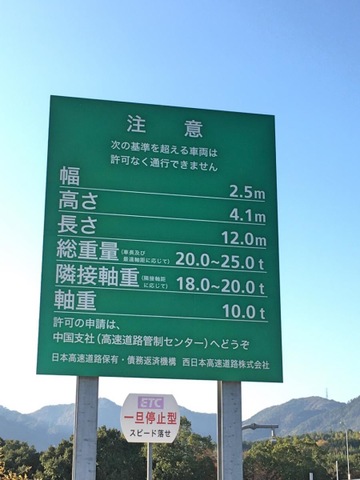 注 意
次の基準を超える車両は
許可なく通行できません
幅 2.5m
高さ 4.1m
長さ 12.0m
総重量(車長及び最遠軸距に応じて) 20.0~25.0t
隣接軸重(隣接軸距に応じて) 18.0~20.0t
軸重 10.0t
許可の申請は、
中国支社(高速道路管制センター)へどうぞ
日本高速道路保有・債務返済機構 西日本高速道路株式会社
ETC
一旦停止型
スピード落せ